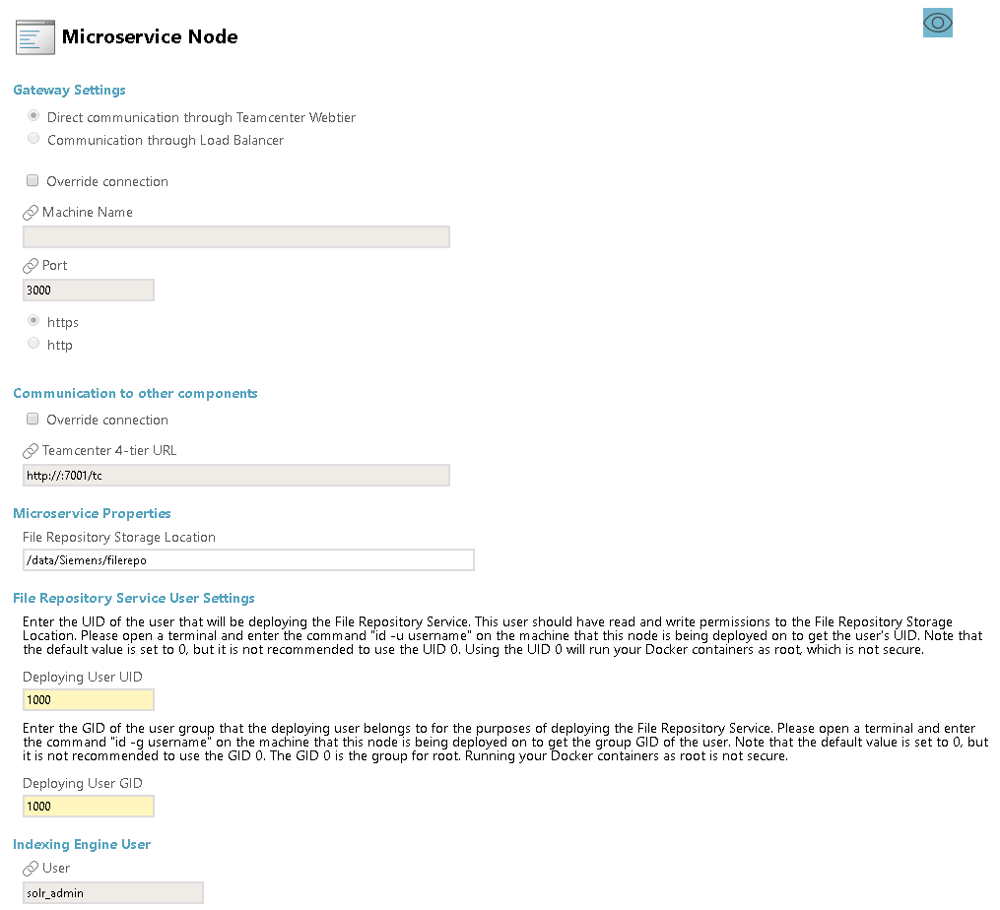 Microservice Node
Gateway Settings
Direct communication through Teamcenter Webtier
Communication through Load Balancer
Override connection
Machine Name
Port
3000
https
http
Communication to other components
Override connection
Teamcenter 4-tier URL
http://:7001/tc
Microservice Properties
File Repository Storage Location
/data/Siemens/filerepo
File Repository Service User Settings
Enter the UID of the user that will be deploying the File Repository Service. This user should have read and write permissions to the File Repository Storage
Location. Please open a terminal and enter the command "id -u username" on the machine that this node is being deployed on to get the user's UID. Note that
the default value is set to 0, but it is not recommended to use the UID 0. Using the UID 0 will run your Docker containers as root, which is not secure.
Deploying User UID
1000
Enter the GID of the user group that the deploying user belongs to for the purposes of deploying the File Repository Service. Please open a terminal and enter
the command "id -g username" on the machine that this node is being deployed on to get the group GID of the user. Note that the default value is set to 0, but
it is not recommended to use the GID 0. The GID 0 is the group for root. Running your Docker containers as root is not secure.
Deploying User GID
1000
Indexing Engine User
User
solr_admin